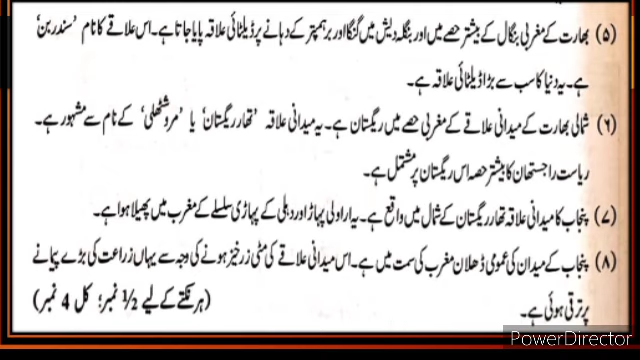 (۵) بھارت کے مغربی بنگال کے بیشتر حصے میں اور بنگلہ دیش میں گنگا اور برہمپتر کے دہانے پر ڈیلٹائی علاقہ پایا جاتا ہے۔ اس علاقے کا نام ’سندر بن‘
ہے۔ یہ دنیا کا سب سے بڑا ڈیلٹائی علاقہ ہے۔
(۶) شمالی بھارت کے میدانی علاقے کے مغربی حصے میں ریگستان ہے۔ یہ میدانی علاقہ ’تھار ریگستان‘ یا ’مروستھلی‘ کے نام سے مشہور ہے۔
ریاست راجستھان کا بیشتر حصہ اس ریگستان پر مشتمل ہے۔
(۷) پنجاب کا میدانی علاقہ تھار ریگستان کے شمال میں واقع ہے۔ یہ اراولی پہاڑ اور دہلی کے پہاڑی سلسلے کے مغرب میں پھیلا ہوا ہے۔
(۸) پنجاب کے میدان کی عمومی ڈھلان مغرب کی سمت میں ہے۔ اس میدانی علاقے کی مٹی زرخیز ہونے کی وجہ سے یہاں زراعت کی بڑے پیمانے
پر ترقی ہوئی ہے۔ (ہر نکتے کے لیے 1/2 نمبر؛ کل 4 نمبر)
PowerDirector